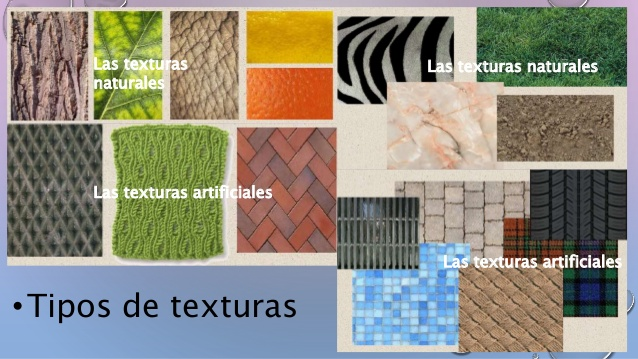 Las texturas
naturales
Las texturas naturales
Las texturas artificiales
Las texturas artificiales
•Tipos de texturas